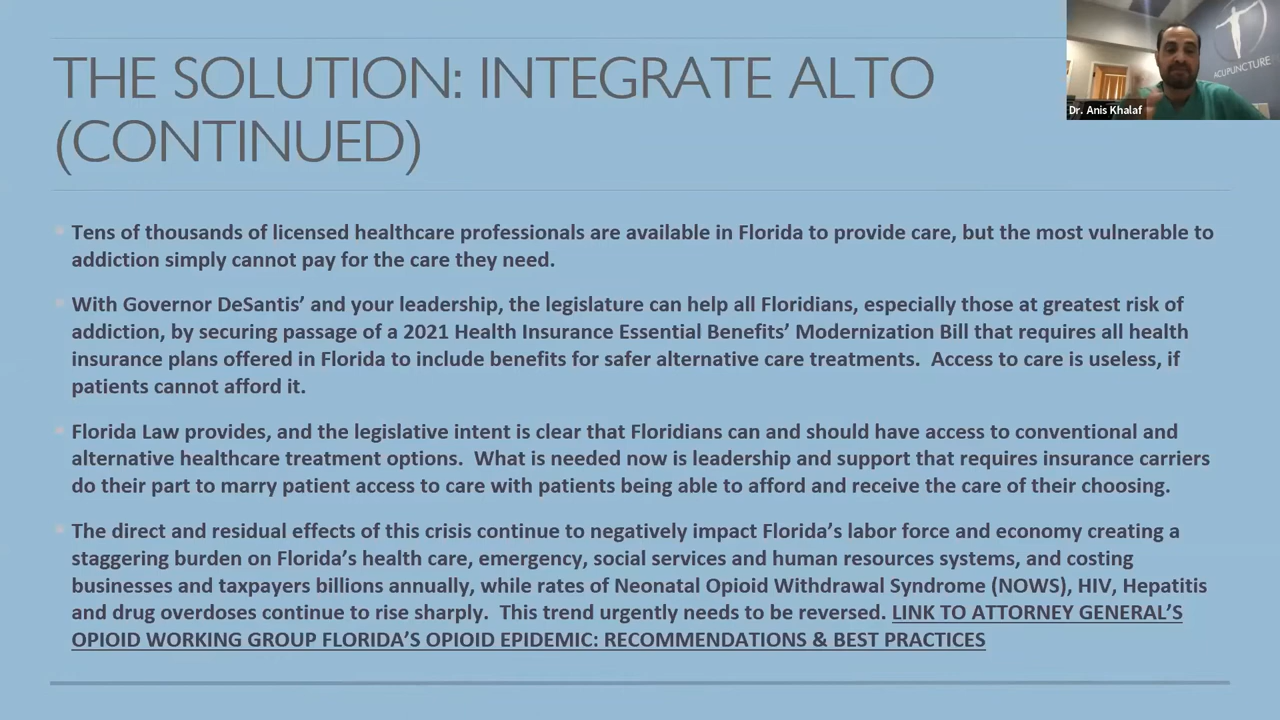 THE SOLUTION: INTEGRATE ALTO
(CONTINUED)
ACUPUNCTURE
Dr. Anis Khalaf
Tens of thousands of licensed healthcare professionals are available in Florida to provide care, but the most vulnerable to
addiction simply cannot pay for the care they need.
With Governor DeSantis’ and your leadership, the legislature can help all Floridians, especially those at greatest risk of
addiction, by securing passage of a 2021 Health Insurance Essential Benefits’ Modernization Bill that requires all health
insurance plans offered in Florida to include benefits for safer alternative care treatments.  Access to care is useless, if
patients cannot afford it.
Florida Law provides, and the legislative intent is clear that Floridians can and should have access to conventional and
alternative healthcare treatment options.  What is needed now is leadership and support that requires insurance carriers
do their part to marry patient access to care with patients being able to afford and receive the care of their choosing.
The direct and residual effects of this crisis continue to negatively impact Florida’s labor force and economy creating a
staggering burden on Florida’s health care, emergency, social services and human resources systems, and costing
businesses and taxpayers billions annually, while rates of Neonatal Opioid Withdrawal Syndrome (NOWS), HIV, Hepatitis
and drug overdoses continue to rise sharply.  This trend urgently needs to be reversed. LINK TO ATTORNEY GENERAL’S
OPIOID WORKING GROUP FLORIDA’S OPIOID EPIDEMIC: RECOMMENDATIONS & BEST PRACTICES